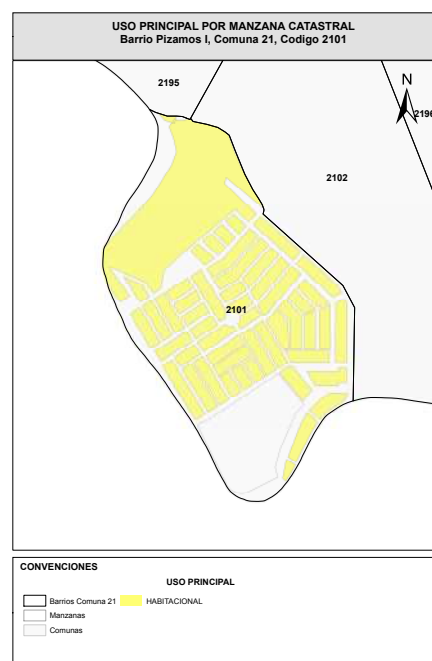 USO PRINCIPAL POR MANZANA CATASTRAL
Barrio Pizamos I, Comuna 21, Codigo 2101
2195
N
2196
2102
2101
CONVENCIONES
USO PRINCIPAL
Barrios Comuna 21
HABITACIONAL
Manzanas
Comunas